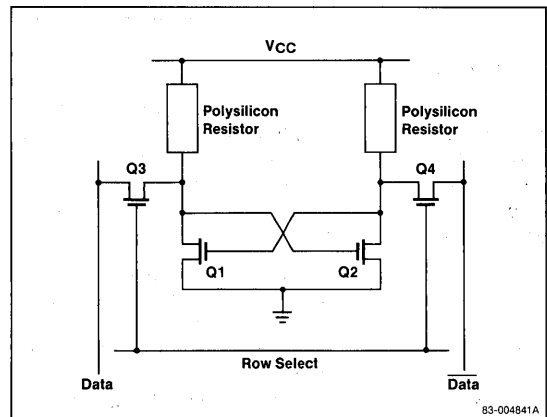 VCC
Polysilicon
Resistor
Polysilicon
Resistor
Q3
Q4
Q1
Q2
Row Select
Data
Data
83-004841A